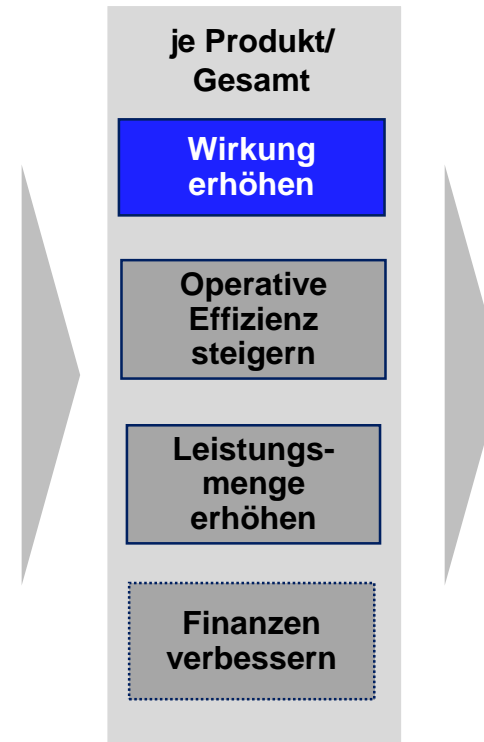 je Produkt/
Gesamt
Wirkung
erhöhen
Operative
Effizienz
steigern
Leistungs-
menge
erhöhen
Finanzen
verbessern